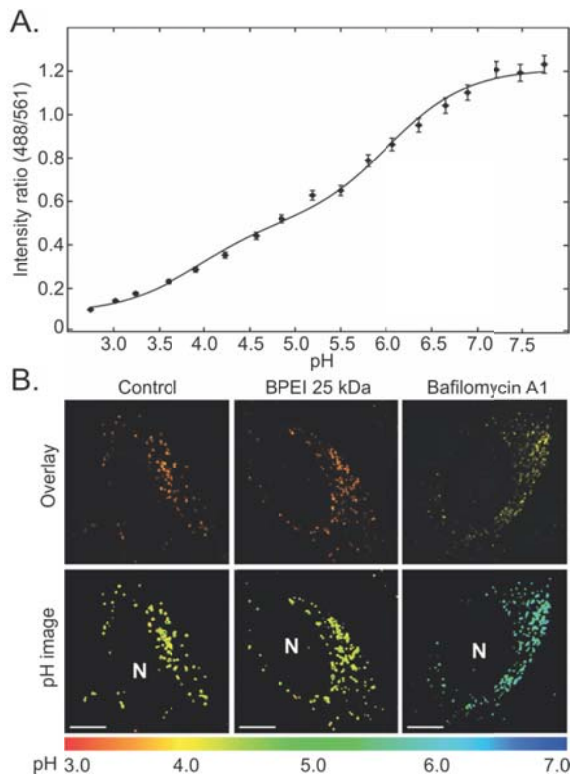 A.
Intensity ratio (488/561)
1.2
1.0
0.8
0.6
0.4
0.2
0
3.0 3.5 4.0 4.5 5.0 5.5 6.0 6.5 7.0 7.5
pH
B.
Control BPEI 25 kDa Bafilomycin A1
Overlay
pH image
N N N
pH 3.0 4.0 5.0 6.0 7.0